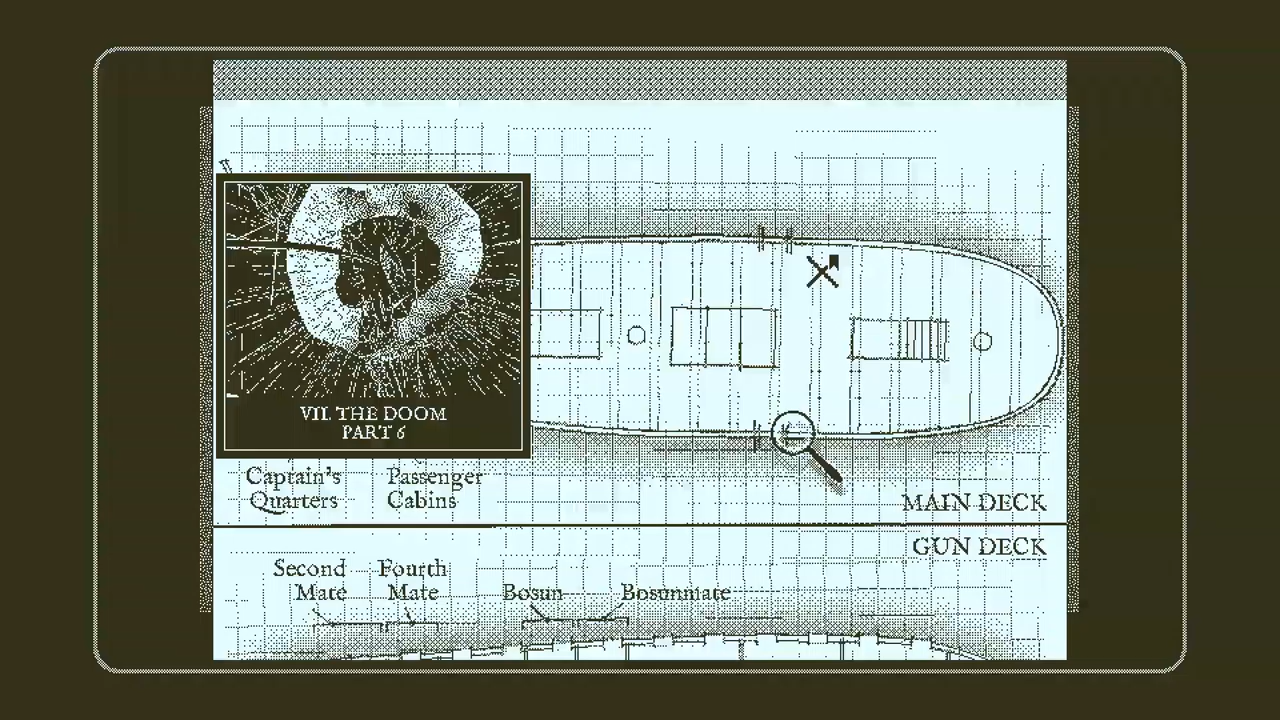 VII. THE DOOM
PART 6
Captain's
Quarters
Passenger
Cabins
MAIN DECK
GUN DECK
Second
Mate
Fourth
Mate
Bosun
Bosunmate